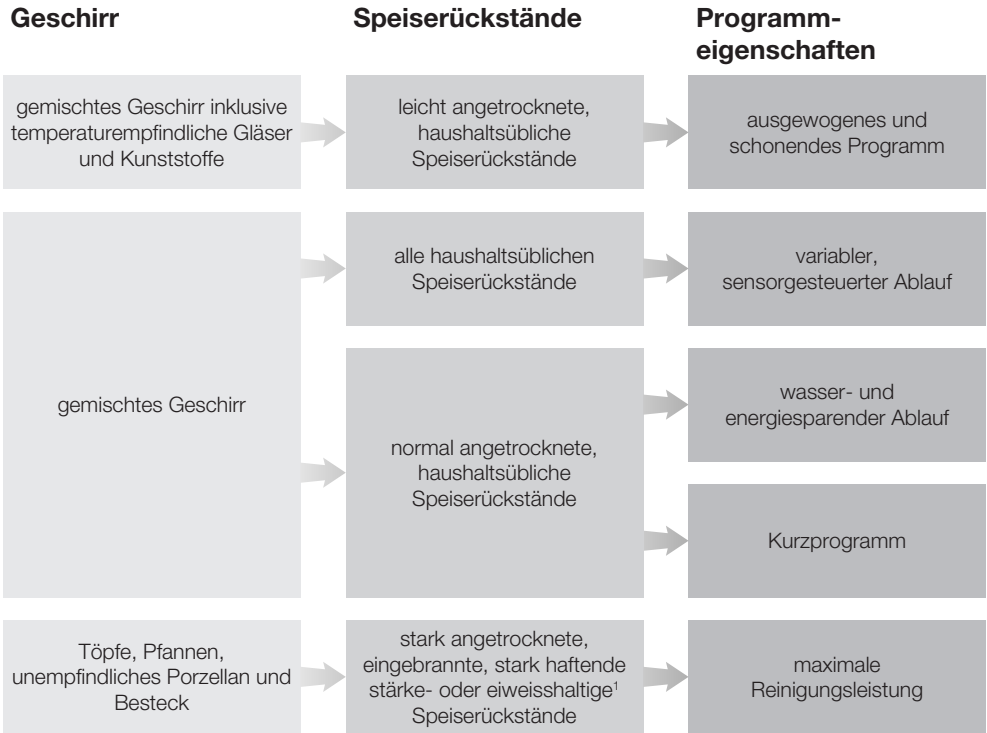 Geschirr
Speiserückstände
Programm-
eigenschaften
gemischtes Geschirr inklusive
temperaturempfindliche Gläser
und Kunststoffe
leicht angetrocknete,
haushaltsübliche
Speiserückstände
ausgewogenes und
schonendes Programm
gemischtes Geschirr
alle haushaltsüblichen
Speiserückstände
variabler,
sensorgesteuerter Ablauf
normal angetrocknete,
haushaltsübliche
Speiserückstände
wasser- und
energiesparender Ablauf
Kurzprogramm
Töpfe, Pfannen,
unempfindliches Porzellan und
Besteck
stark angetrocknete,
eingebrannte, stark haftende
stärke- oder eiweisshaltige¹
Speiserückstände
maximale
Reinigungsleistung